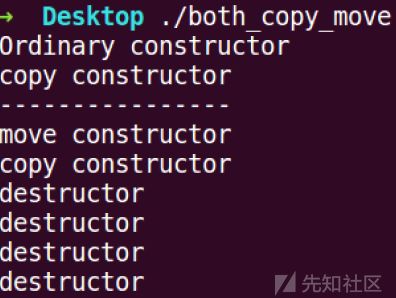 → Desktop ./both_copy_move
Ordinary constructor
copy constructor
----------------
move constructor
copy constructor
destructor
destructor
destructor
destructor
先知社区